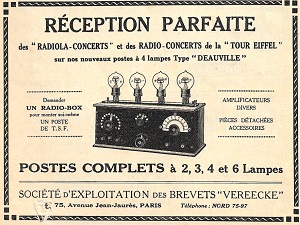 RÉCEPTION PARFAITE
des "RADIOLA-CONCERTS" et des RADIO-CONCERTS de la "TOUR EIFFEL"
sur nos nouveaux postes à 4 lampes Type "DEAUVILLE"
Demander
UN RADIO-BOX
pour monter soi-même
UN POSTE
DE T.S.F.
AMPLIFICATEURS
DIVERS
PIÈCES DÉTACHÉES
ACCESSOIRES
POSTES COMPLETS à 2, 3, 4 et 6 Lampes
SOCIÉTÉ D'EXPLOITATION des BREVETS "VEREECKE"
75, Avenue Jean-Jaurès, PARIS
Téléphone : NORD 75-97